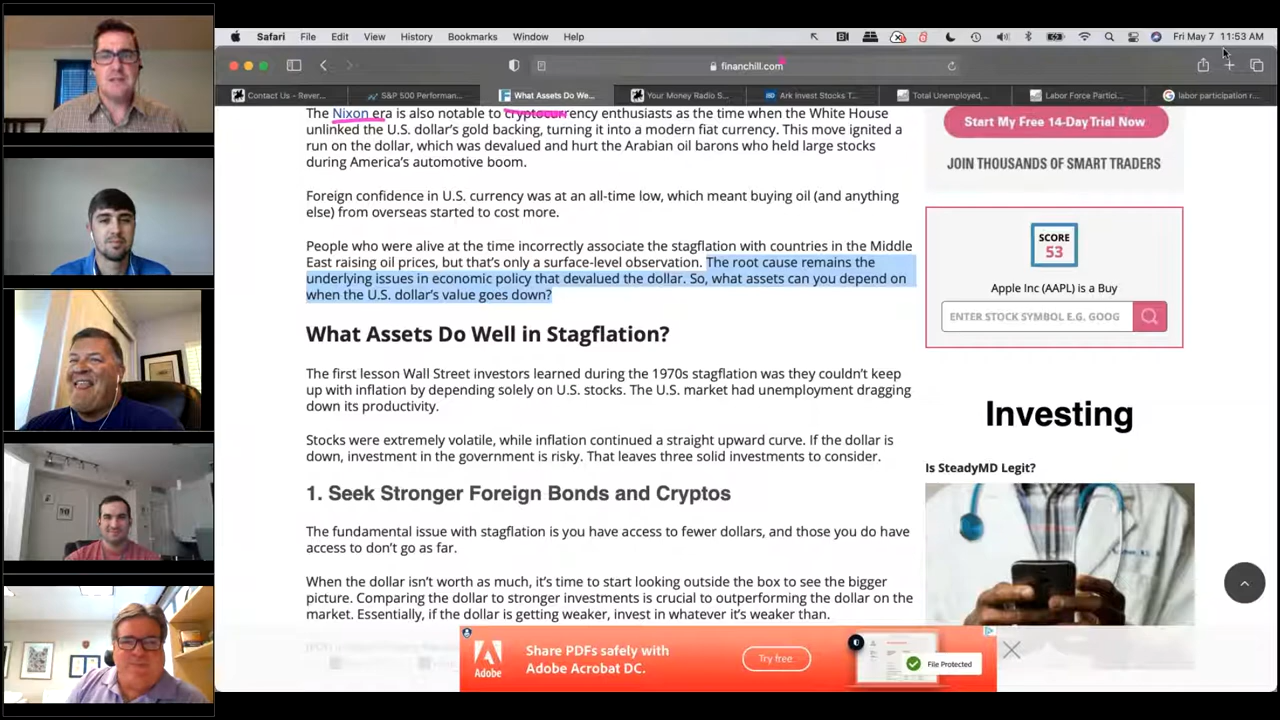 Safari File Edit View History Bookmarks Window Help Fri May 7 11:53 AM
financhill.com
Contact Us – Rever... S&P 500 Performan... What Assets Do We... Your Money Radio S... Ark Invest Stocks T... Total Unemployed,... Labor Force Partici... labor participation r...
The Nixon era is also notable to cryptocurrency enthusiasts as the time when the White House
unlinked the U.S. dollar's gold backing, turning it into a modern fiat currency. This move ignited a
run on the dollar, which was devalued and hurt the Arabian oil barons who held large stocks
during America's automotive boom.
Foreign confidence in U.S. currency was at an all-time low, which meant buying oil (and anything
else) from overseas started to cost more.
People who were alive at the time incorrectly associate the stagflation with countries in the Middle
East raising oil prices, but that's only a surface-level observation. The root cause remains the
underlying issues in economic policy that devalued the dollar. So, what assets can you depend on
when the U.S. dollar's value goes down?
What Assets Do Well in Stagflation?
The first lesson Wall Street investors learned during the 1970s stagflation was they couldn't keep
up with inflation by depending solely on U.S. stocks. The U.S. market had unemployment dragging
down its productivity.
Stocks were extremely volatile, while inflation continued a straight upward curve. If the dollar is
down, investment in the government is risky. That leaves three solid investments to consider.
1. Seek Stronger Foreign Bonds and Cryptos
The fundamental issue with stagflation is you have access to fewer dollars, and those you do have
access to don't go as far.
When the dollar isn't worth as much, it's time to start looking outside the box to see the bigger
picture. Comparing the dollar to stronger investments is crucial to outperforming the dollar on the
market. Essentially, if the dollar is getting weaker, invest in whatever it's weaker than.
Start My Free 14-Day Trial Now
JOIN THOUSANDS OF SMART TRADERS
SCORE
53
Apple Inc (AAPL) is a Buy
ENTER STOCK SYMBOL E.G. GOOG
Investing
Is SteadyMD Legit?
Adobe
Share PDFs safely with
Adobe Acrobat DC.
Try free
File Protected